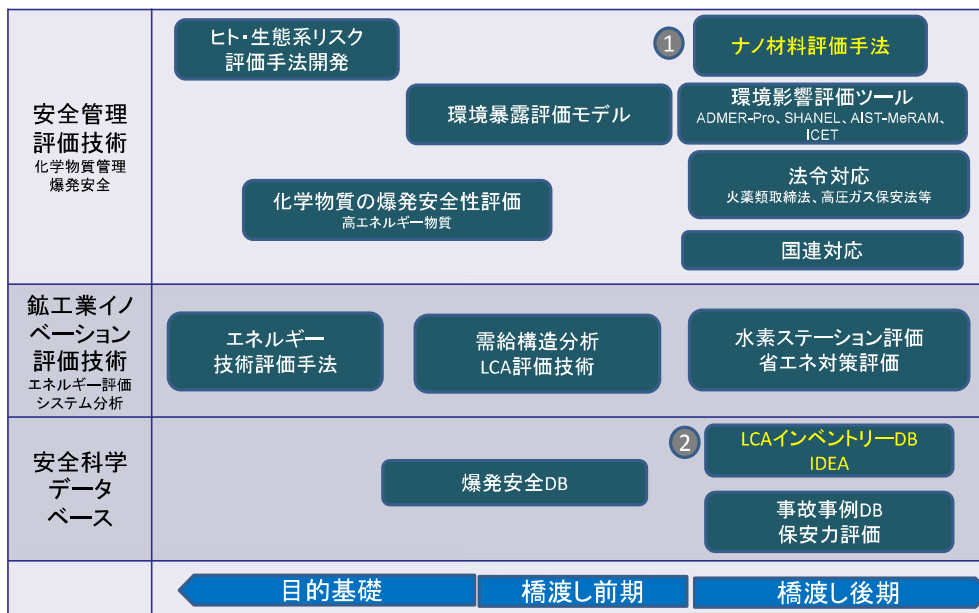 安全管理
評価技術
化学物質管理
爆発安全
ヒト・生態系リスク
評価手法開発
1
ナノ材料評価手法
環境暴露評価モデル
環境影響評価ツール
ADMER-Pro、SHANEL、AIST-MeRAM、
ICET
化学物質の爆発安全性評価
高エネルギー物質
法令対応
火薬類取締法、高圧ガス保安法等
国連対応
鉱工業イノ
ベーション
評価技術
エネルギー評価
システム分析
エネルギー
技術評価手法
需給構造分析
LCA評価技術
水素ステーション評価
省エネ対策評価
安全科学
データ
ベース
爆発安全DB
2
LCAインベントリーDB
IDEA
事故事例DB
保安力評価
目的基礎
橋渡し前期
橋渡し後期